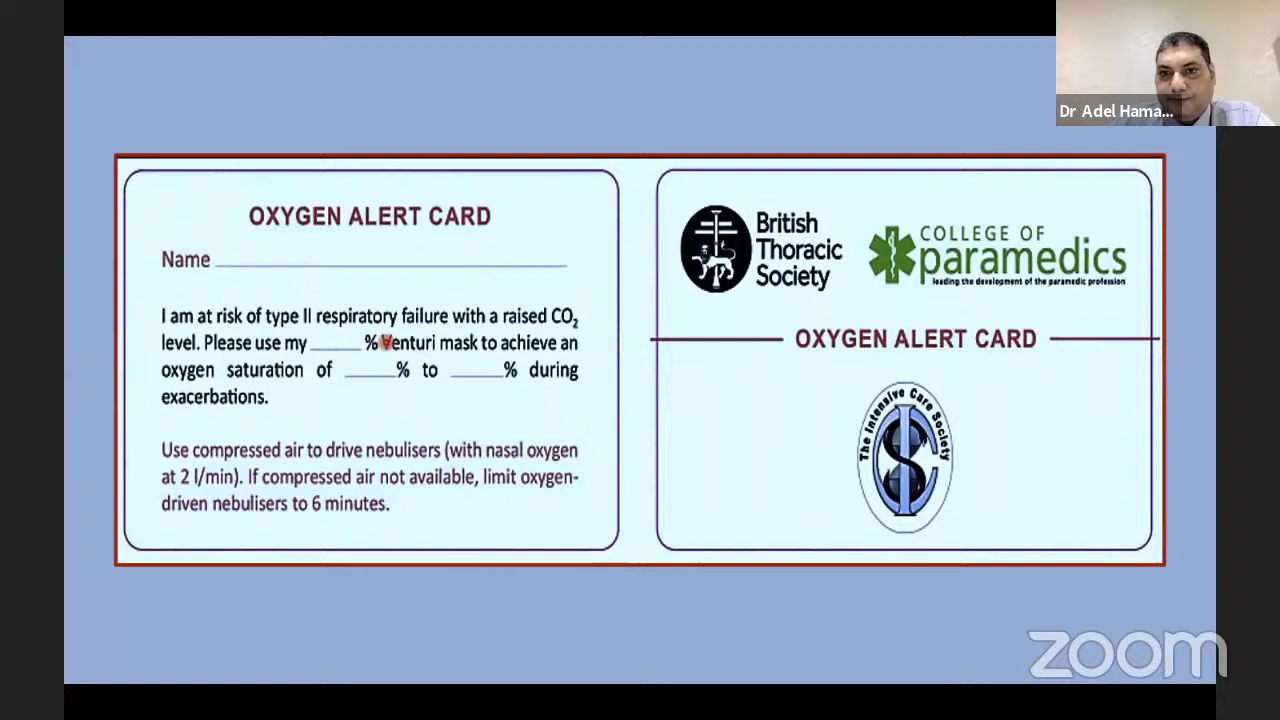 Dr Adel Hama...
OXYGEN ALERT CARD
Name
I am at risk of type II respiratory failure with a raised CO₂
level. Please use my ______ % Venturi mask to achieve an
oxygen saturation of ______% to ______% during
exacerbations.
Use compressed air to drive nebulisers (with nasal oxygen
at 2 l/min). If compressed air not available, limit oxygen-
driven nebulisers to 6 minutes.
British
Thoracic
Society
COLLEGE OF
paramedics
leading the development of the paramedic profession
OXYGEN ALERT CARD
The Intensive Care Society
zoom